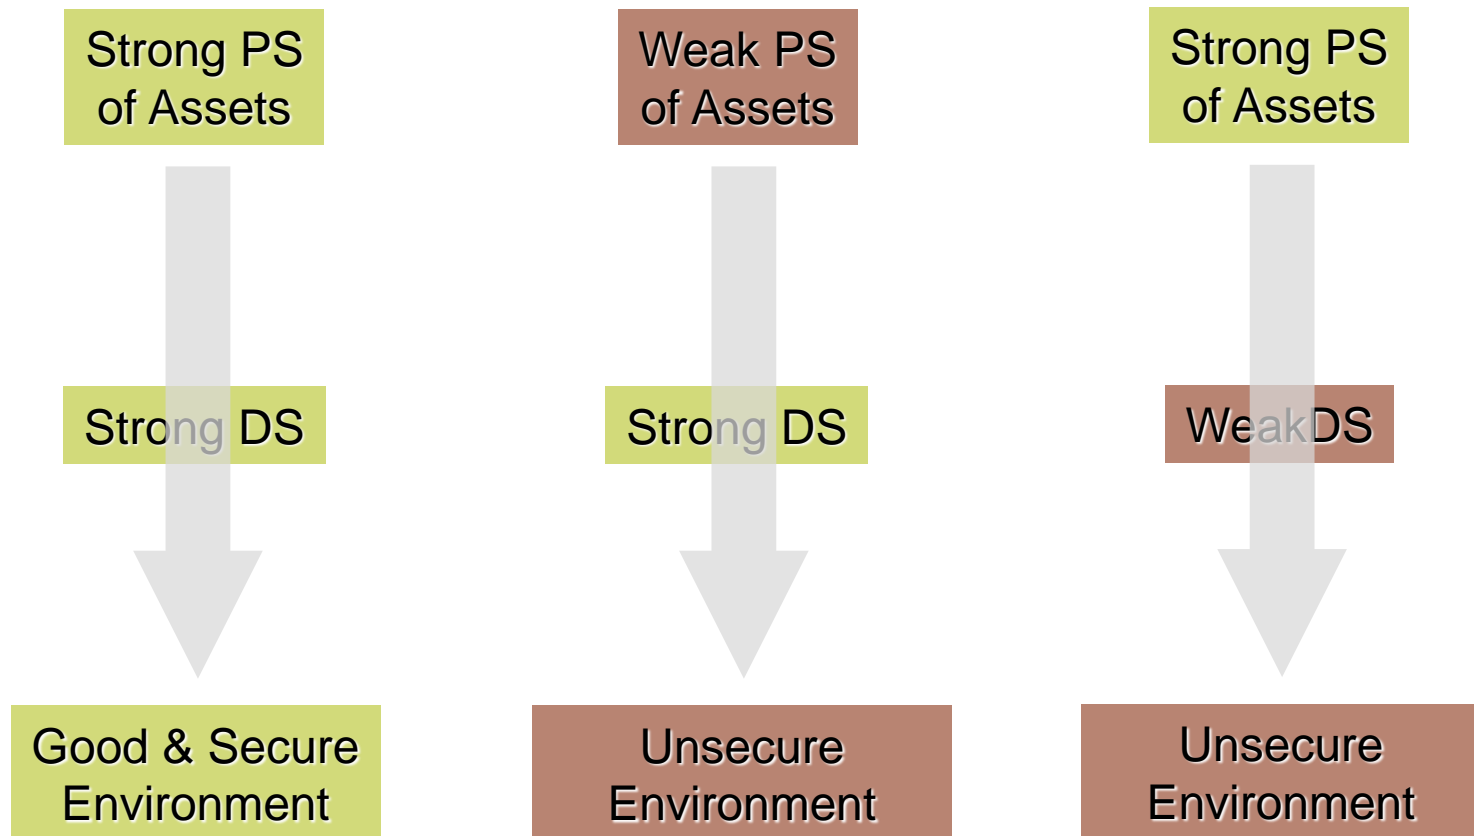 Strong PS
of Assets
Weak PS
of Assets
Strong PS
of Assets
Strong DS
Strong DS
WeakDS
Good & Secure
Environment
Unsecure
Environment
Unsecure
Environment